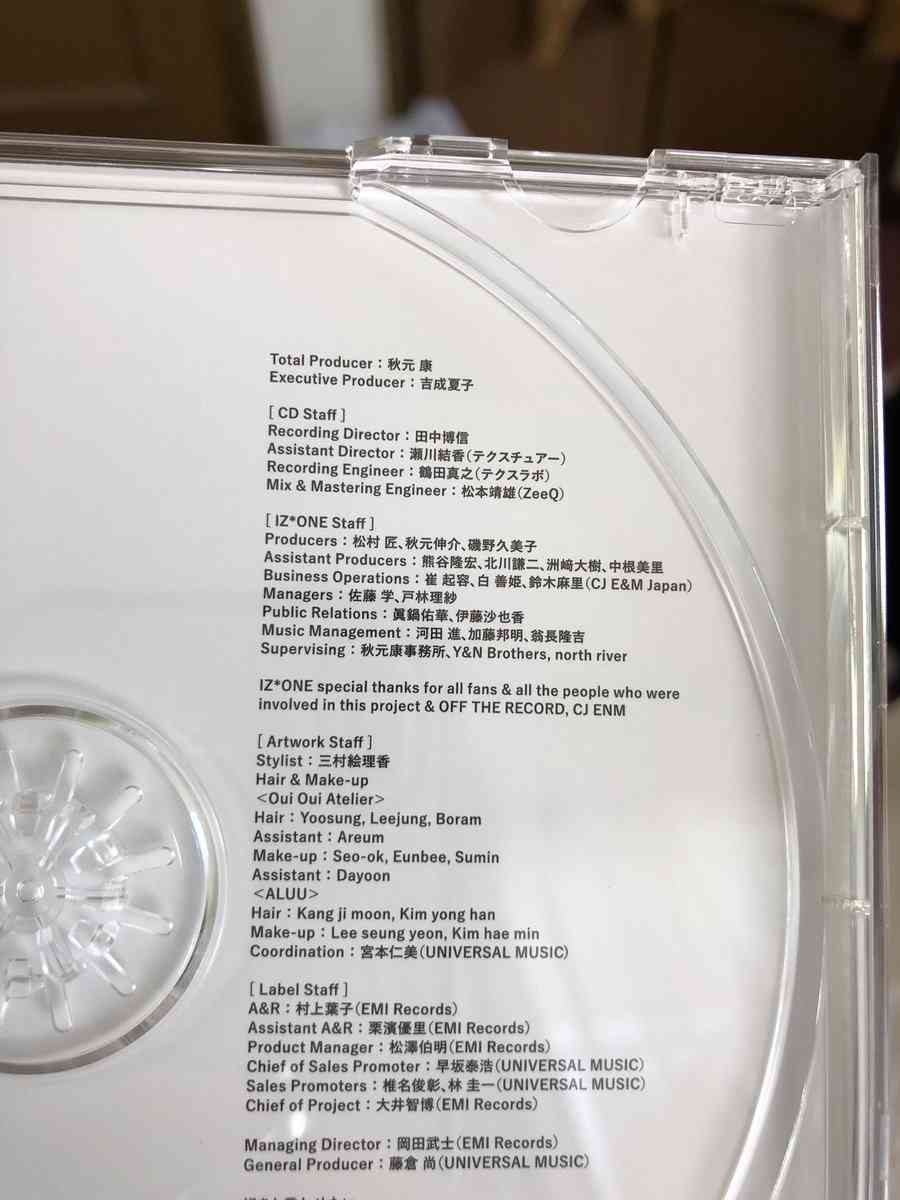 Total Producer：秋元 康
Executive Producer：吉成夏子
[ CD Staff ]
Recording Director：田中博信
Assistant Director：瀬川結香（テクスチュアー）
Recording Engineer：鶴田真之（テクスラボ）
Mix & Mastering Engineer：松本靖雄（ZeeQ）
[ IZ*ONE Staff ]
Producers：松村 匠、秋元伸介、磯野久美子
Assistant Producers：熊谷隆宏、北川謙二、洲﨑大樹、中根美里
Business Operations：崔 起容、白 善姫、鈴木麻里（CJ E&M Japan）
Managers：佐藤 学、戸林理紗
Public Relations：眞鍋佑華、伊藤沙也香
Music Management：河田 進、加藤邦明、翁長隆吉
Supervising：秋元康事務所、Y&N Brothers, north river
IZ*ONE special thanks for all fans & all the people who were
involved in this project & OFF THE RECORD, CJ ENM
[ Artwork Staff ]
Stylist：三村絵理香
Hair & Make-up
＜Oui Oui Atelier＞
Hair：Yoosung, Leejung, Boram
Assistant：Areum
Make-up：Seo-ok, Eunbee, Sumin
Assistant：Dayoon
＜ALUU＞
Hair：Kang ji moon, Kim yong han
Make-up：Lee seung yeon, Kim hae min
Coordination：宮本仁美（UNIVERSAL MUSIC）
[ Label Staff ]
A&R：村上葉子（EMI Records）
Assistant A&R：栗濱優里（EMI Records）
Product Manager：松澤伯明（EMI Records）
Chief of Sales Promoter：早坂泰浩（UNIVERSAL MUSIC）
Sales Promoters：椎名俊彰、林 圭一（UNIVERSAL MUSIC）
Chief of Project：大井智博（EMI Records）
Managing Director：岡田武士（EMI Records）
General Producer：藤倉 尚（UNIVERSAL MUSIC）